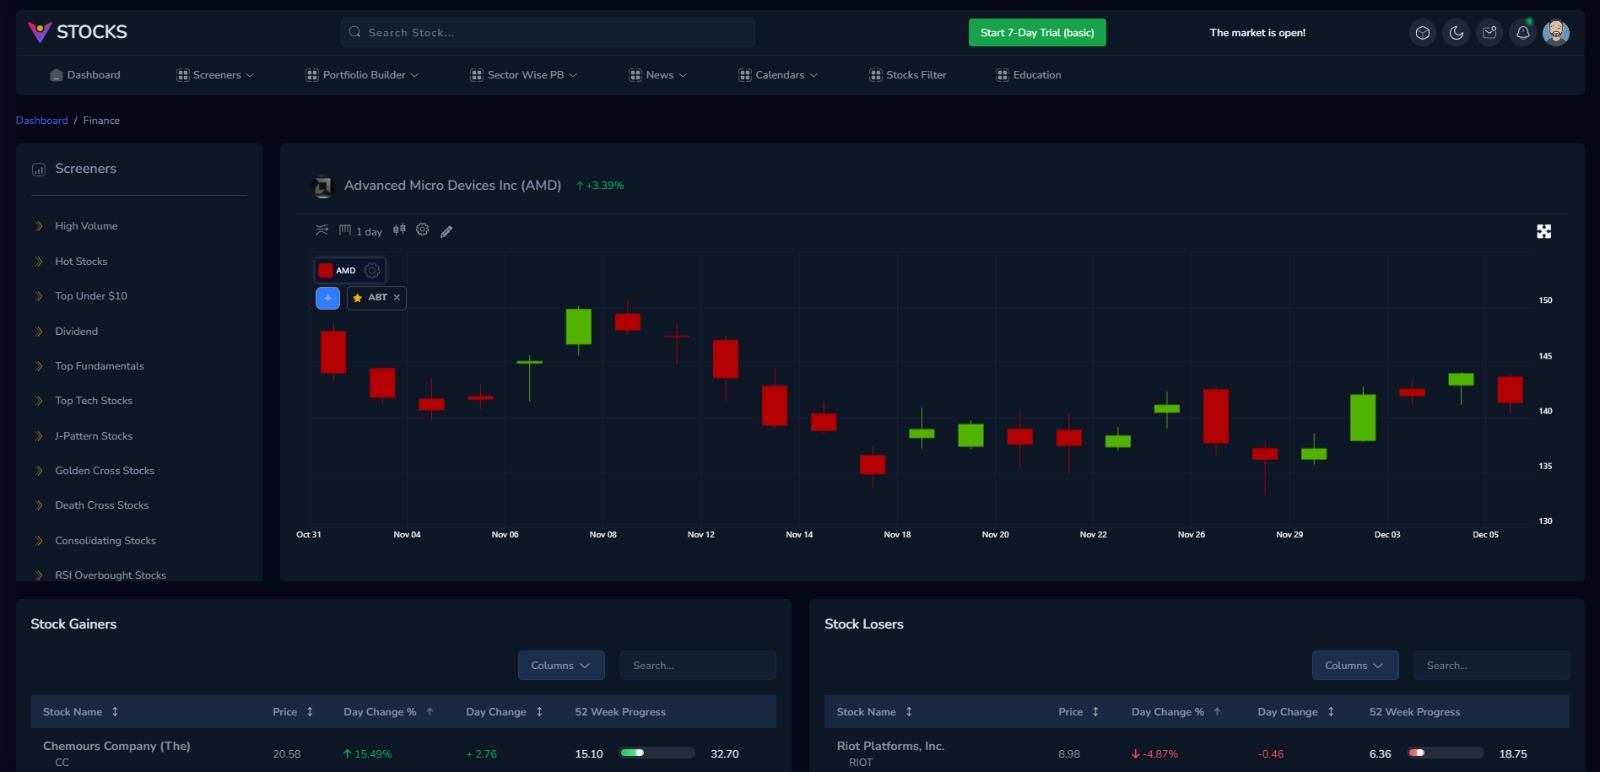 STOCKS
Search Stock...
Start 7-Day Trial (basic)
The market is open!
Dashboard
Screeners
Portfiolio Builder
Sector Wise PB
News
Calendars
Stocks Filter
Education
Dashboard / Finance
Screeners
High Volume
Hot Stocks
Top Under $10
Dividend
Top Fundamentals
Top Tech Stocks
J-Pattern Stocks
Golden Cross Stocks
Death Cross Stocks
Consolidating Stocks
RSI Overbought Stocks
Advanced Micro Devices Inc (AMD) +3.39%
1 day
AMD
+ ABT ×
150
145
140
135
130
Oct 31 Nov 04 Nov 06 Nov 08 Nov 12 Nov 14 Nov 18 Nov 20 Nov 22 Nov 26 Nov 29 Dec 03 Dec 05
Stock Gainers
Columns Search...
Stock Name Price Day Change % Day Change 52 Week Progress
Chemours Company (The) 20.58 15.49% + 2.76 15.10 32.70
CC
Stock Losers
Columns Search...
Stock Name Price Day Change % Day Change 52 Week Progress
Riot Platforms, Inc. 8.98 -4.87% -0.46 6.36 18.75
RIOT